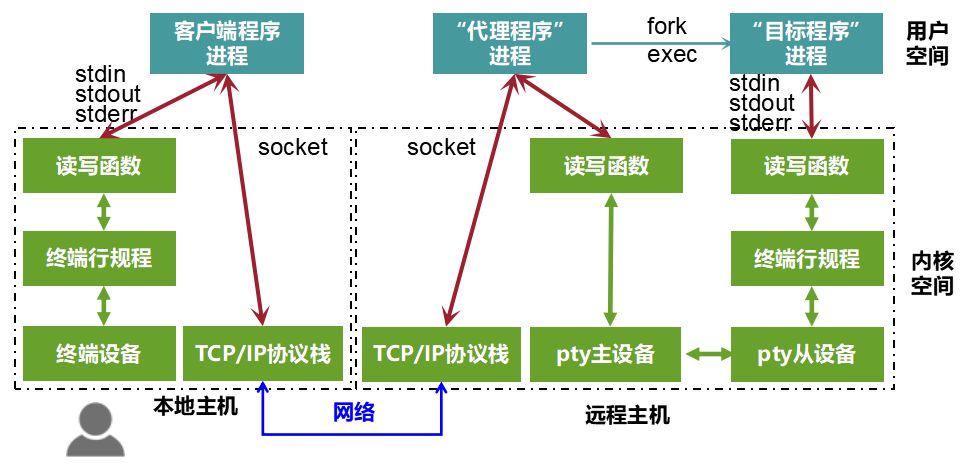 客户端程序
进程
“代理程序”
进程
fork
exec
“目标程序”
进程
用户
空间
stdin
stdout
stderr
stdin
stdout
stderr
socket
socket
读写函数
读写函数
读写函数
终端行规程
终端行规程
内核
空间
终端设备
TCP/IP协议栈
TCP/IP协议栈
pty主设备
pty从设备
本地主机
网络
远程主机